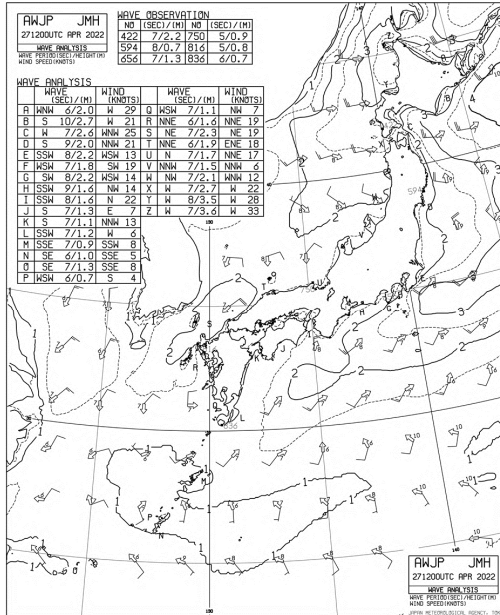 AWJP JMH
271200UTC APR 2022
WAVE ANALYSIS
WAVE PERIOD(SEC)/HEIGHT(M)
WIND SPEED(KNOTS)
WAVE OBSERVATION
NO (SEC)/(M) NO (SEC)/(M)
422 7/2.2 750 5/0.9
594 8/0.7 816 5/0.8
656 7/1.3 836 6/0.7
WAVE ANALYSIS
WAVE WIND WAVE WIND
(SEC)/(M) (KNOTS) (SEC)/(M) (KNOTS)
A WNW 6/2.0 W 29 Q WSW 7/1.1 NW 7
B S 10/2.7 W 21 R NNE 6/1.6 NNE 19
C W 7/2.6 WNW 25 S NE 7/2.3 NE 19
D S 9/2.0 NNW 21 T NNE 6/1.9 ENE 18
E SSW 8/2.2 WSW 13 U N 7/1.7 NNE 17
F WSW 7/1.8 SW 19 V NNW 7/1.5 NNW 6
G SW 8/2.2 WSW 14 W NW 7/2.1 WNW 12
H SSW 9/1.6 NW 14 X W 7/2.7 W 22
I SSW 8/1.6 N 22 Y W 8/3.5 W 28
J S 7/1.3 E 7 Z W 7/3.6 W 33
K S 7/1.1 NNW 13
L SSW 7/1.2 W 6
M SSE 7/0.9 SSW 8
N SE 6/1.0 SSE 5
O SE 7/1.3 SSE 8
P WSW 6/0.7 S 4
594
836
AWJP JMH
271200UTC APR 2022
WAVE ANALYSIS
WAVE PERIOD(SEC)/HEIGHT(M)
WIND SPEED(KNOTS)